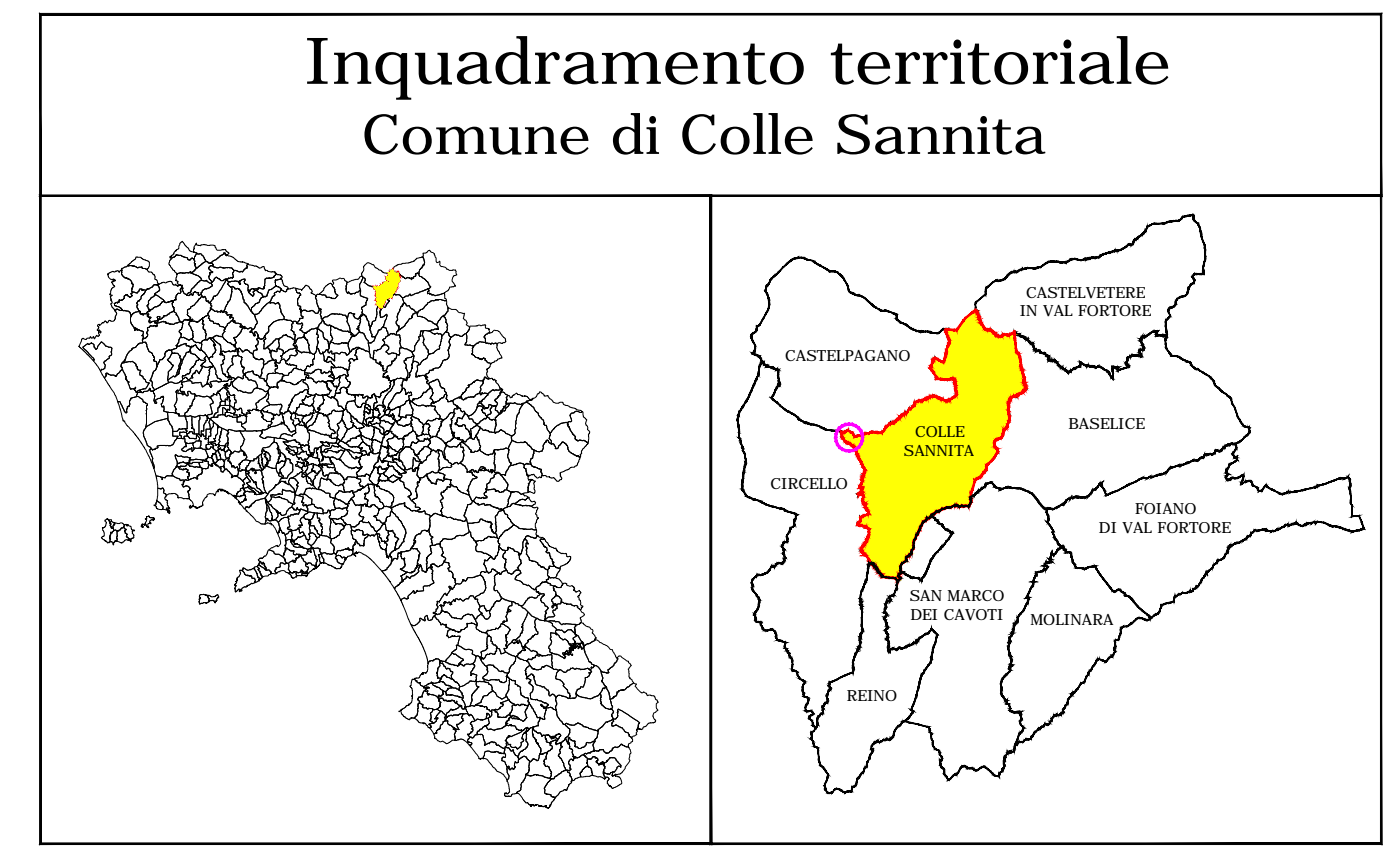 Inquadramento territoriale
Comune di Colle Sannita
CASTELVETERE
IN VAL FORTORE
CASTELPAGANO
BASELICE
COLLE
SANNITA
CIRCELLO
FOIANO
DI VAL FORTORE
SAN MARCO
DEI CAVOTI
MOLINARA
REINO